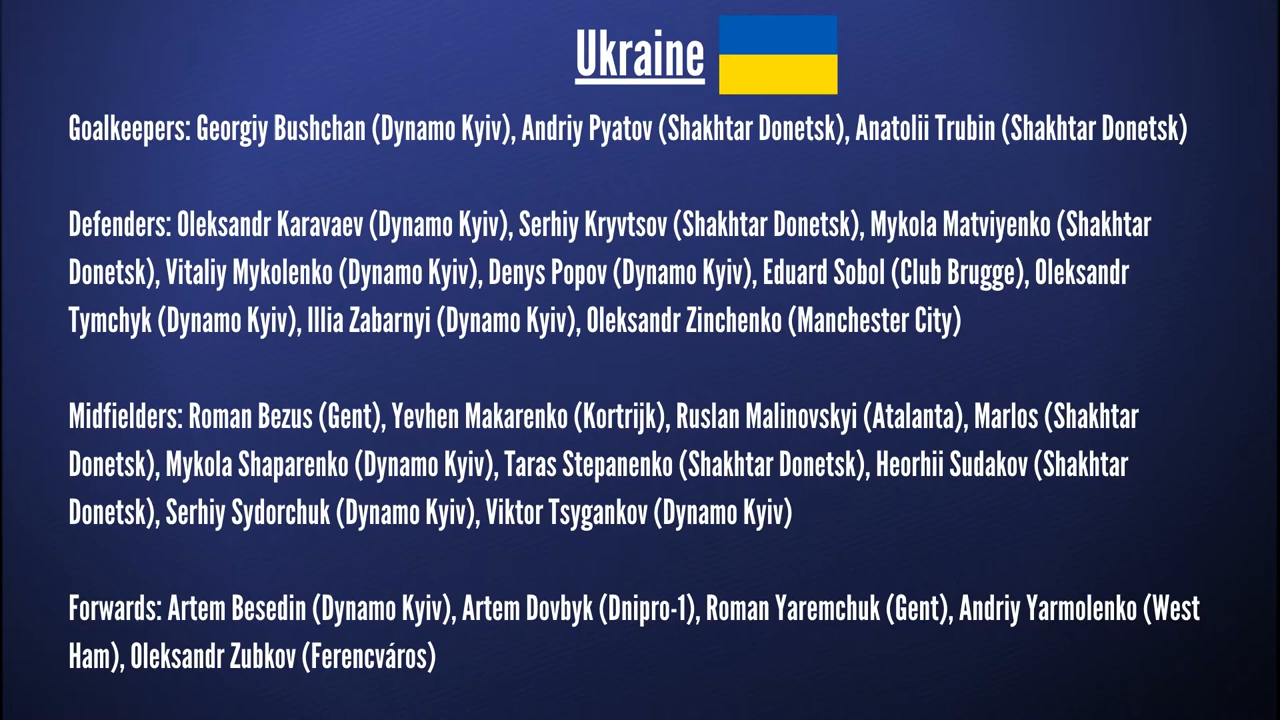 Ukraine
Goalkeepers: Georgiy Bushchan (Dynamo Kyiv), Andriy Pyatov (Shakhtar Donetsk), Anatolii Trubin (Shakhtar Donetsk)
Defenders: Oleksandr Karavaev (Dynamo Kyiv), Serhiy Kryvtsov (Shakhtar Donetsk), Mykola Matviyenko (Shakhtar
Donetsk), Vitaliy Mykolenko (Dynamo Kyiv), Denys Popov (Dynamo Kyiv), Eduard Sobol (Club Brugge), Oleksandr
Tymchyk (Dynamo Kyiv), Illia Zabarnyi (Dynamo Kyiv), Oleksandr Zinchenko (Manchester City)
Midfielders: Roman Bezus (Gent), Yevhen Makarenko (Kortrijk), Ruslan Malinovskyi (Atalanta), Marlos (Shakhtar
Donetsk), Mykola Shaparenko (Dynamo Kyiv), Taras Stepanenko (Shakhtar Donetsk), Heorhii Sudakov (Shakhtar
Donetsk), Serhiy Sydorchuk (Dynamo Kyiv), Viktor Tsygankov (Dynamo Kyiv)
Forwards: Artem Besedin (Dynamo Kyiv), Artem Dovbyk (Dnipro-1), Roman Yaremchuk (Gent), Andriy Yarmolenko (West
Ham), Oleksandr Zubkov (Ferencváros)